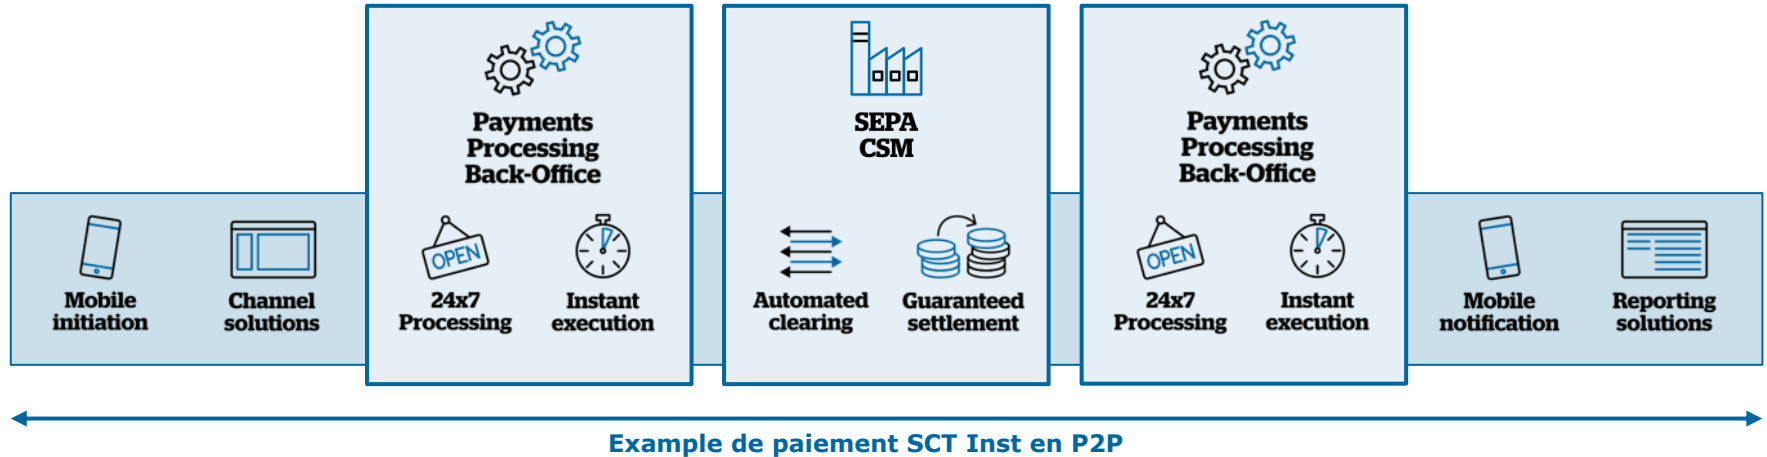 Mobile
initiation
Channel
solutions
Payments
Processing
Back-Office
OPEN
24x7
Processing
Instant
execution
SEPA
CSM
Automated
clearing
Guaranteed
settlement
Payments
Processing
Back-Office
OPEN
24x7
Processing
Instant
execution
Mobile
notification
Reporting
solutions
Example de paiement SCT Inst en P2P